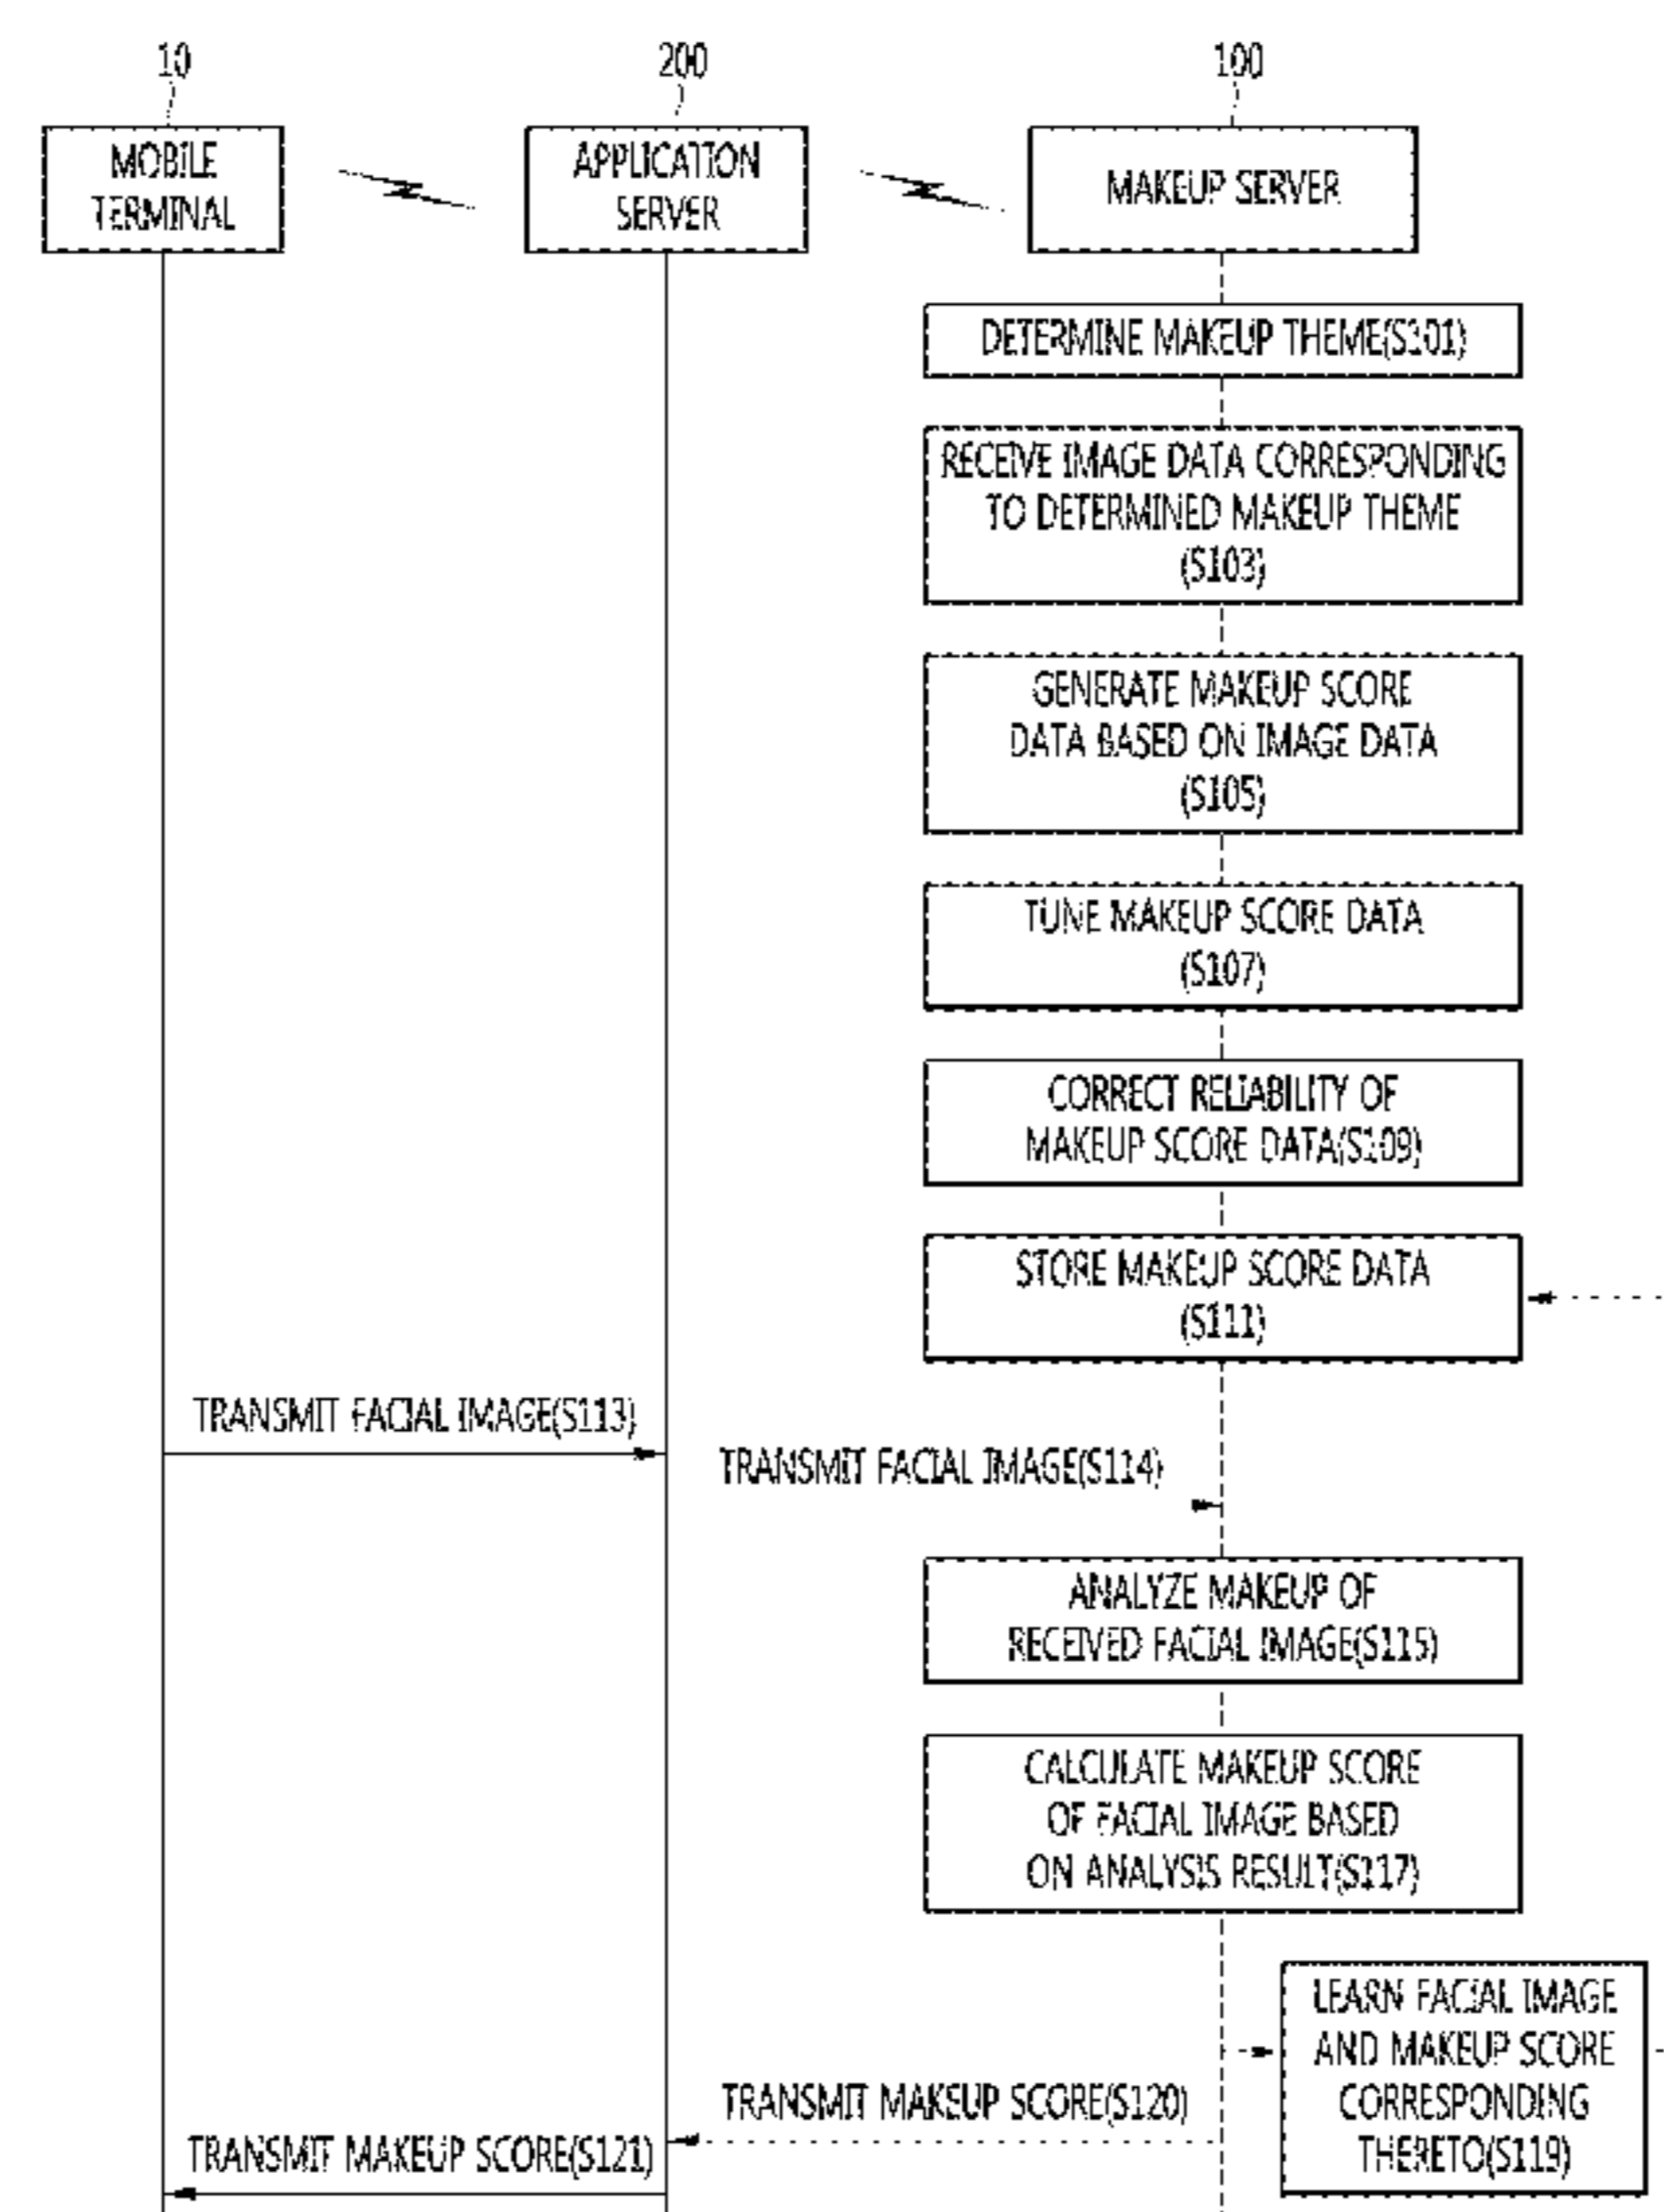 10
200
100
MOBILE
TERMINAL
APPLICATION
SERVER
MAKEUP SERVER
DETERMINE MAKEUP THEME(S101)
RECEIVE IMAGE DATA CORRESPONDING
TO DETERMINED MAKEUP THEME
(S103)
GENERATE MAKEUP SCORE
DATA BASED ON IMAGE DATA
(S105)
TUNE MAKEUP SCORE DATA
(S107)
CORRECT RELIABILITY OF
MAKEUP SCORE DATA(S109)
STORE MAKEUP SCORE DATA
(S111)
TRANSMIT FACIAL IMAGE(S113)
TRANSMIT FACIAL IMAGE(S114)
ANALYZE MAKEUP OF
RECEIVED FACIAL IMAGE(S115)
CALCULATE MAKEUP SCORE
OF FACIAL IMAGE BASED
ON ANALYSIS RESULT(S117)
LEARN FACIAL IMAGE
AND MAKEUP SCORE
CORRESPONDING
THERETO(S119)
TRANSMIT MAKEUP SCORE(S120)
TRANSMIT MAKEUP SCORE(S121)